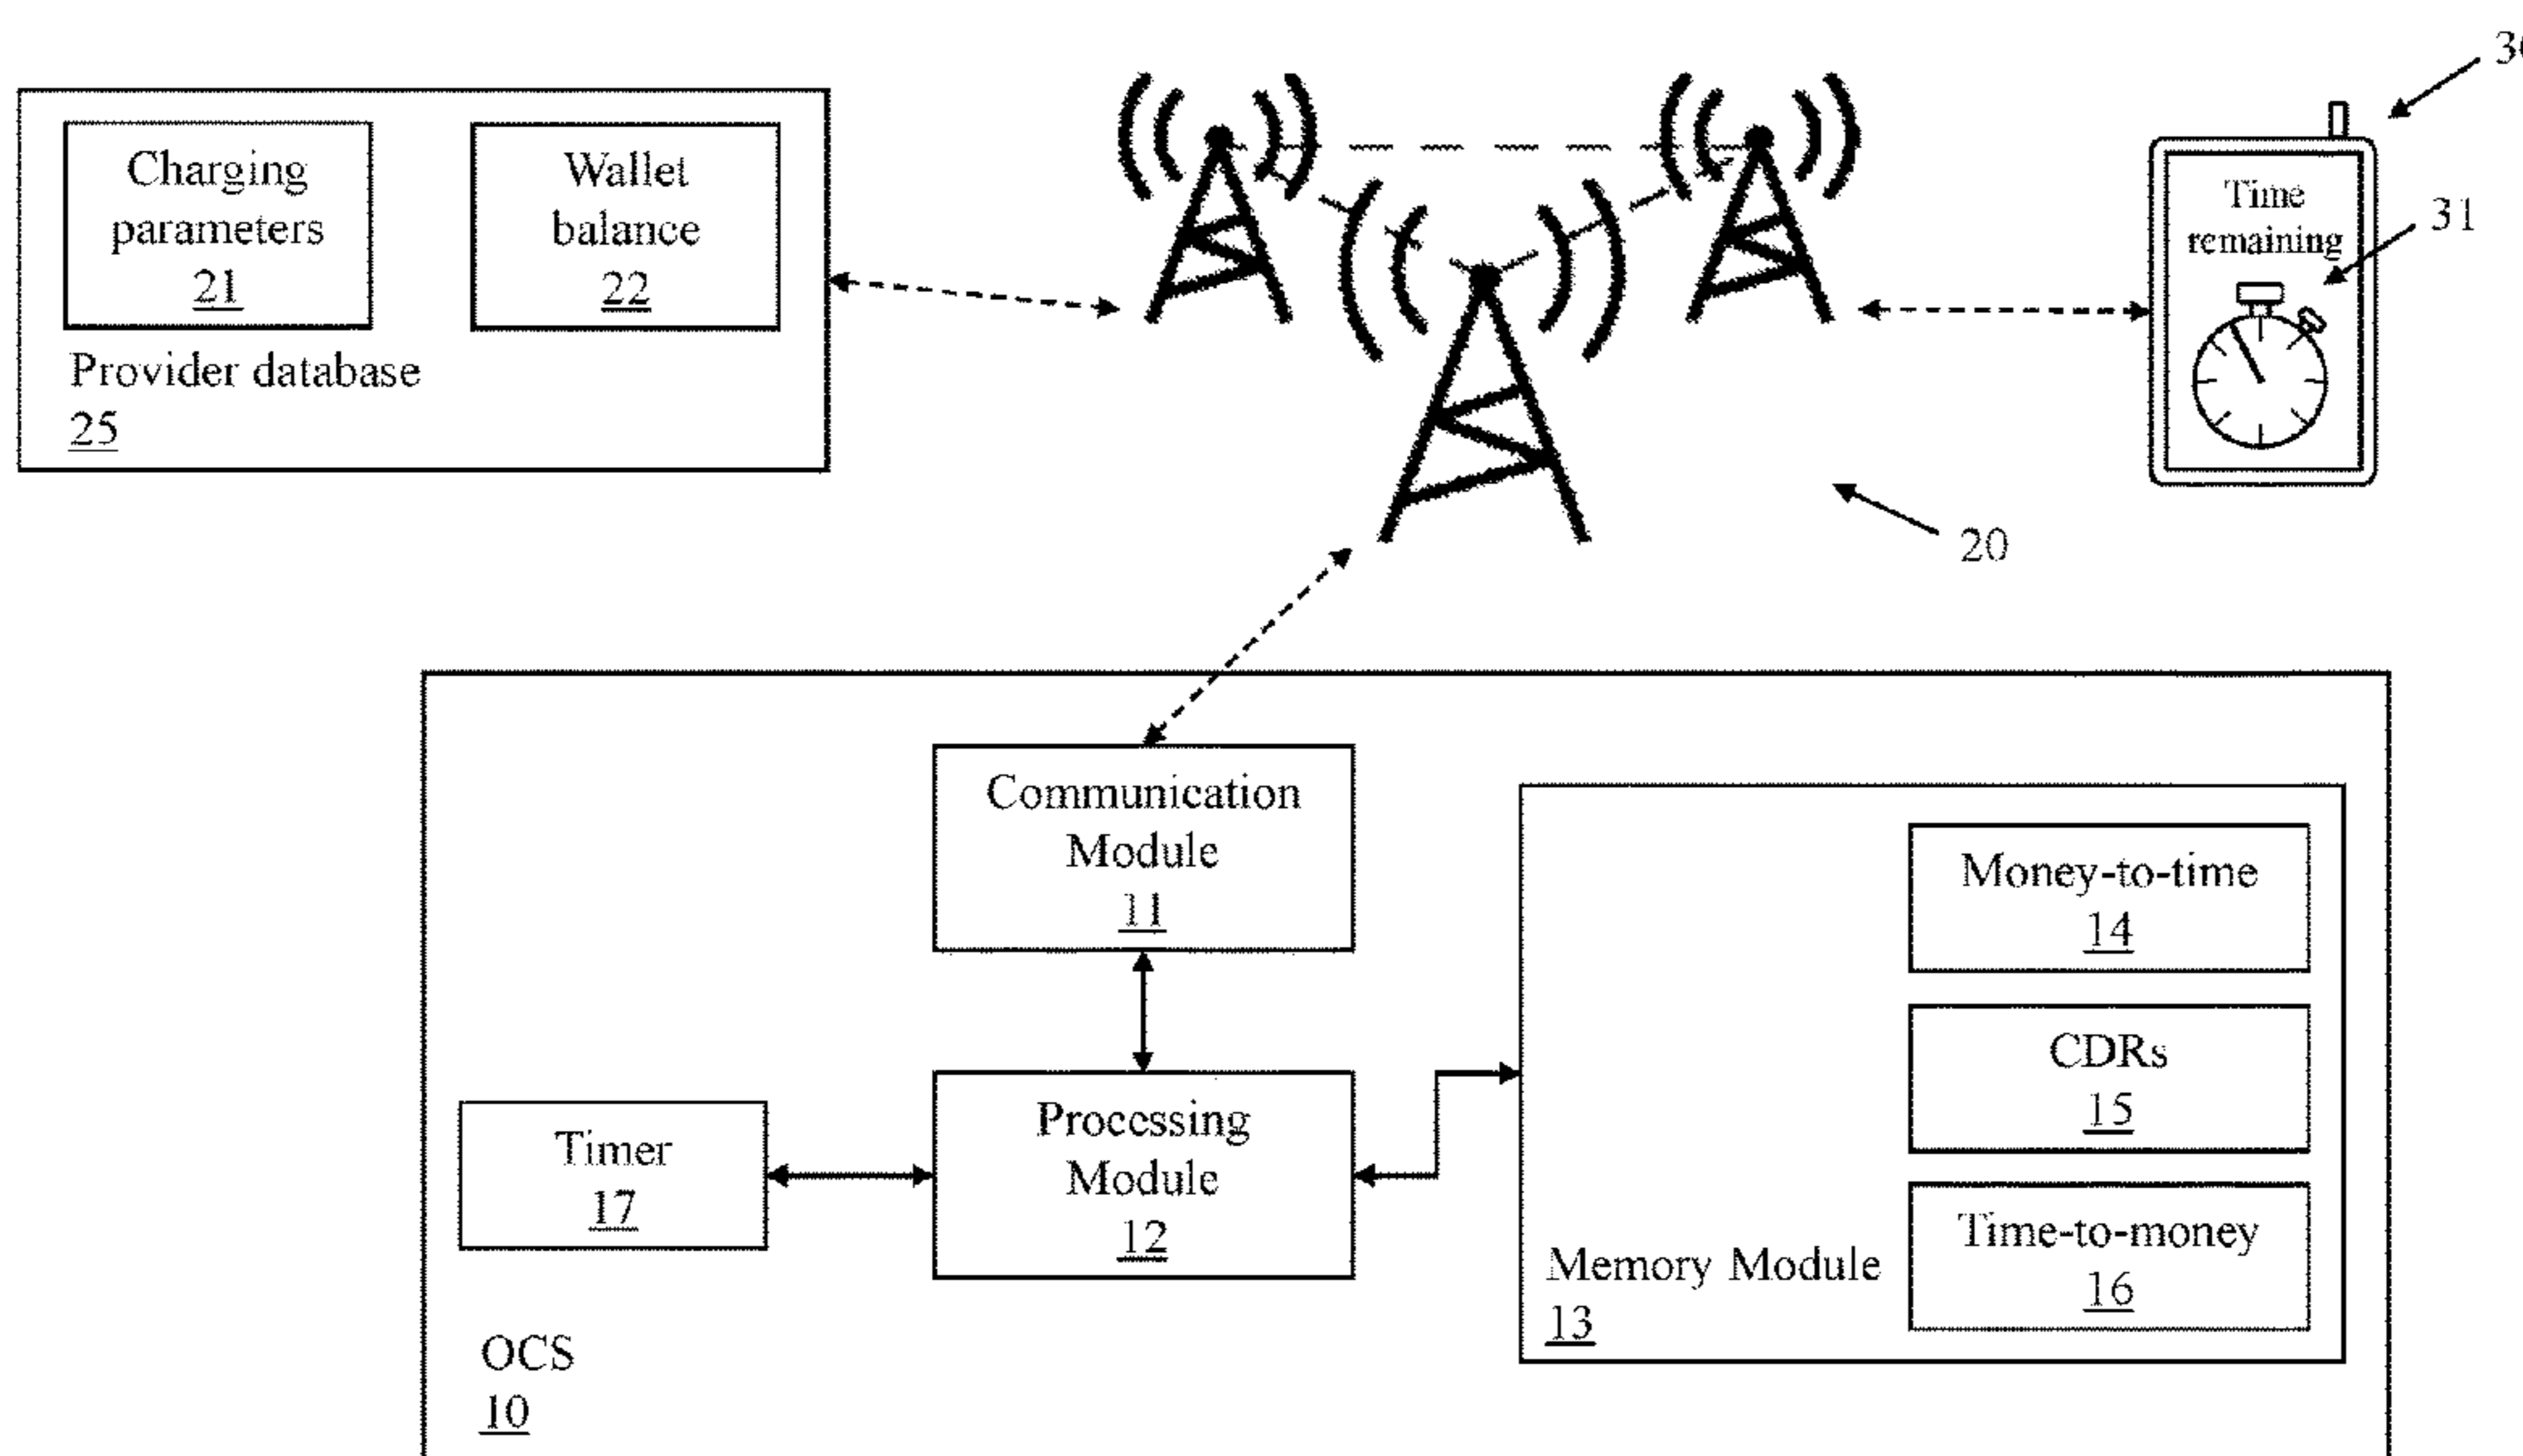 Charging
parameters
21
Wallet
balance
22
Provider database
25
Time
remaining
31
20
Communication
Module
11
Processing
Module
12
Timer
17
Money-to-time
14
CDRs
15
Time-to-money
16
Memory Module
13
OCS
10